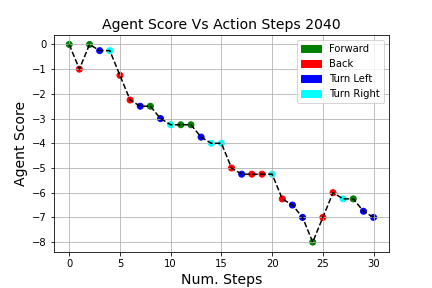 Agent Score Vs Action Steps 2040
Agent Score
0
−1
−2
−3
−4
−5
−6
−7
−8
Forward
Back
Turn Left
Turn Right
0 5 10 15 20 25 30
Num. Steps